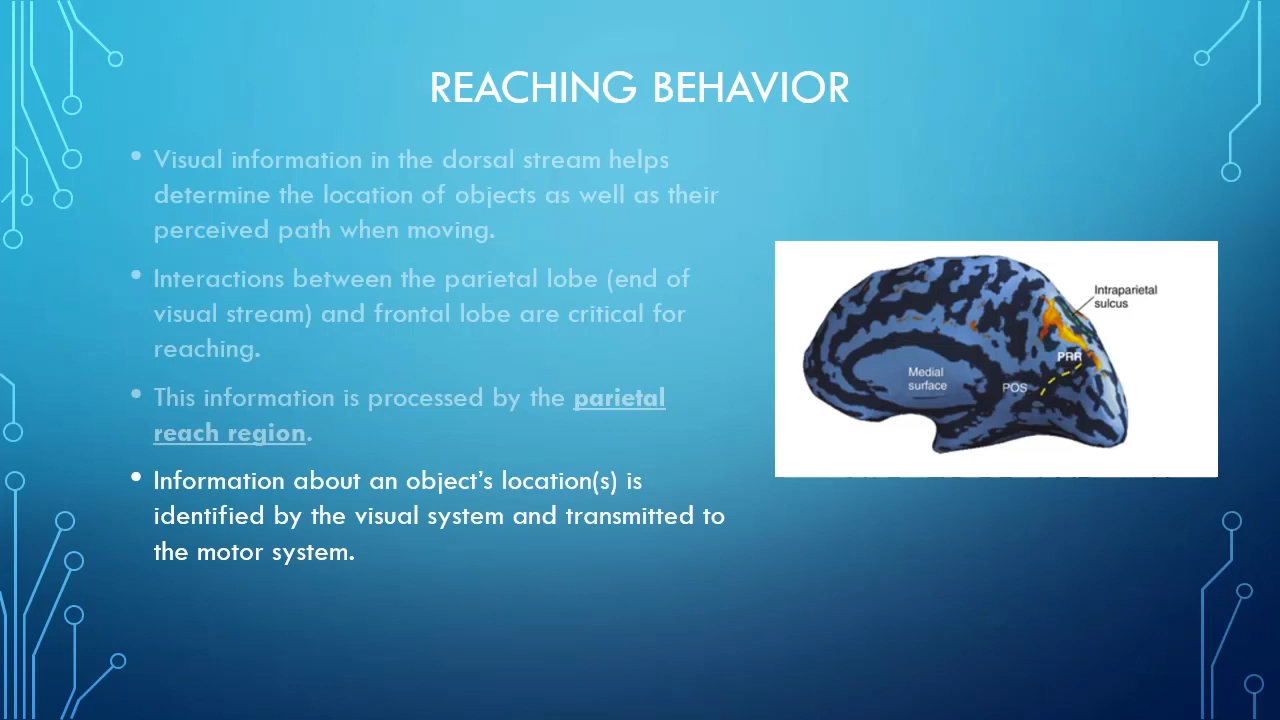 REACHING BEHAVIOR
• Visual information in the dorsal stream helps
determine the location of objects as well as their
perceived path when moving.
• Interactions between the parietal lobe (end of
visual stream) and frontal lobe are critical for
reaching.
• This information is processed by the parietal
reach region.
• Information about an object’s location(s) is
identified by the visual system and transmitted to
the motor system.
Intraparietal
sulcus
PRR
Medial
surface
POS